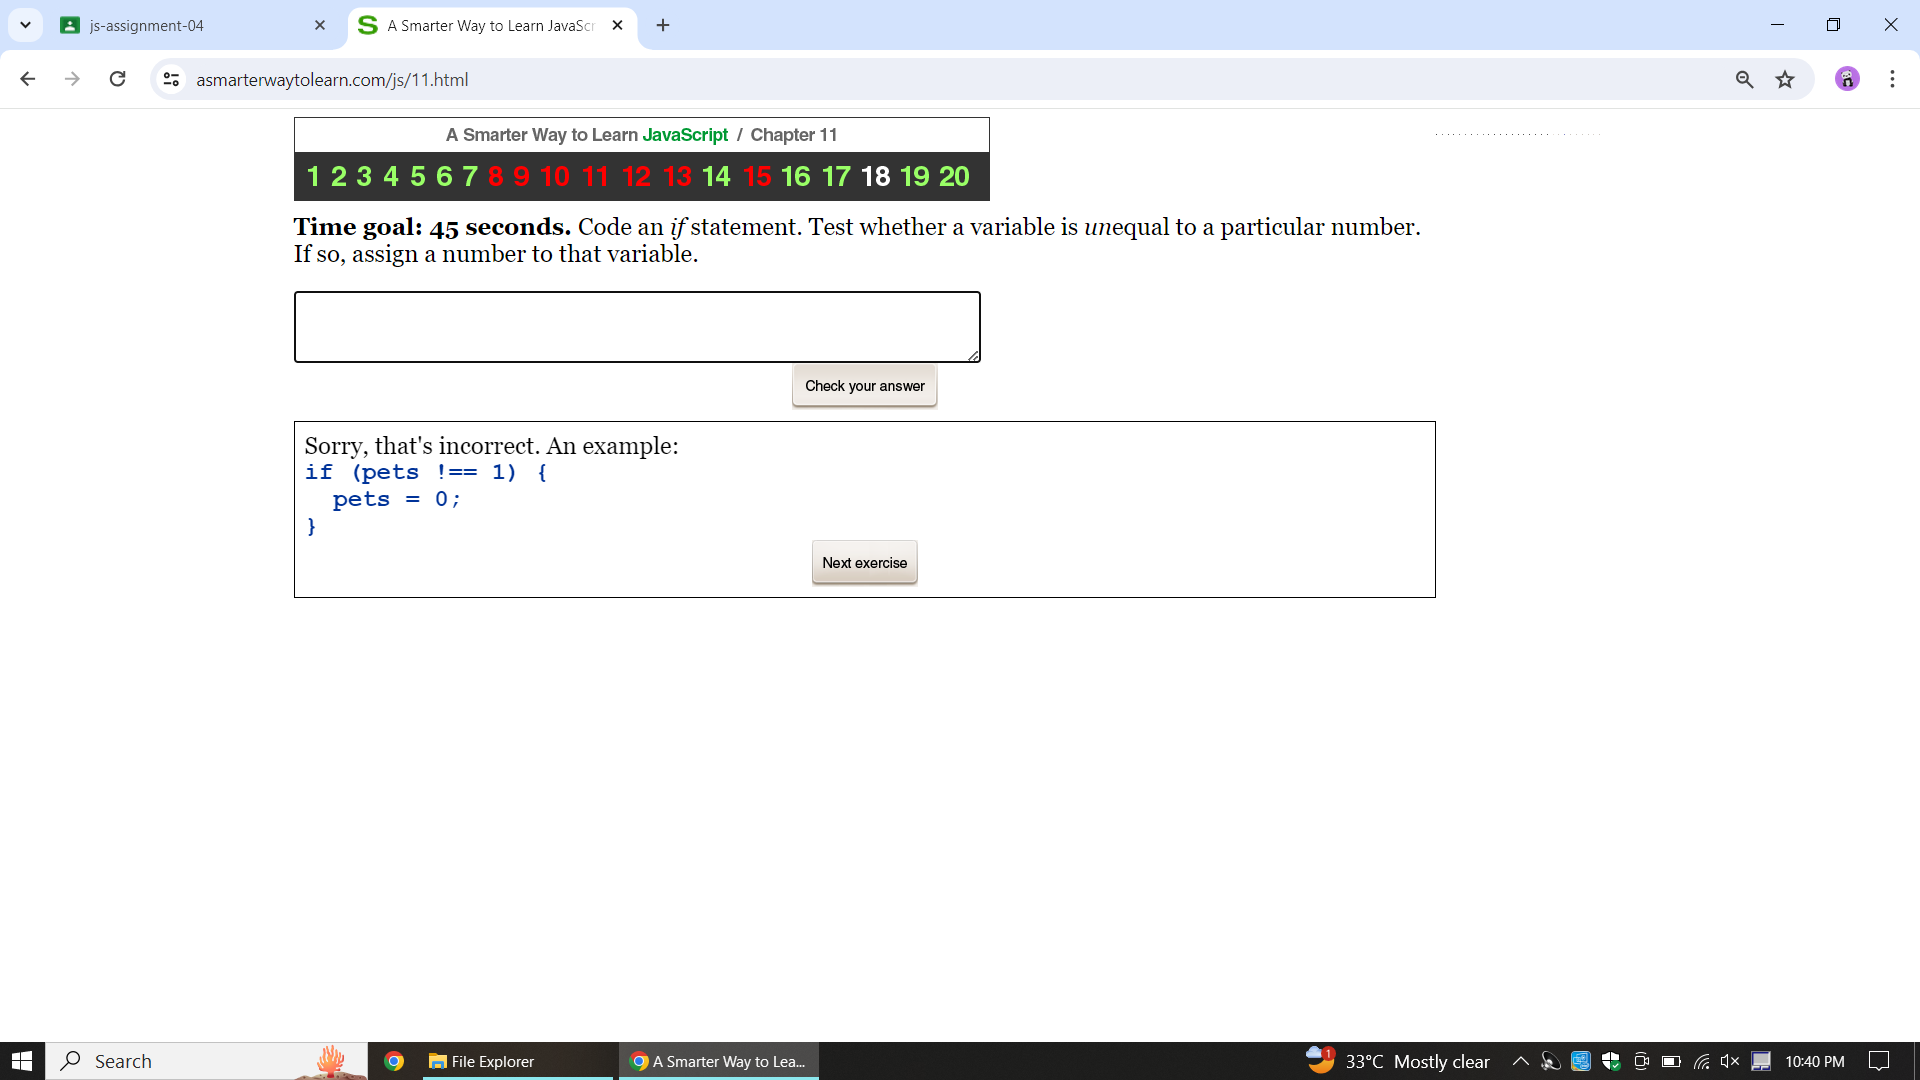 js-assignment-04
A Smarter Way to Learn JavaScr
asmarterwaytolearn.com/js/11.html
A Smarter Way to Learn JavaScript / Chapter 11
1 2 3 4 5 6 7 8 9 10 11 12 13 14 15 16 17 18 19 20
Time goal: 45 seconds. Code an if statement. Test whether a variable is unequal to a particular number.
If so, assign a number to that variable.
Check your answer
Sorry, that's incorrect. An example:
if (pets !== 1) {
  pets = 0;
}
Next exercise
Search
File Explorer
A Smarter Way to Lea...
1
33°C Mostly clear
10:40 PM